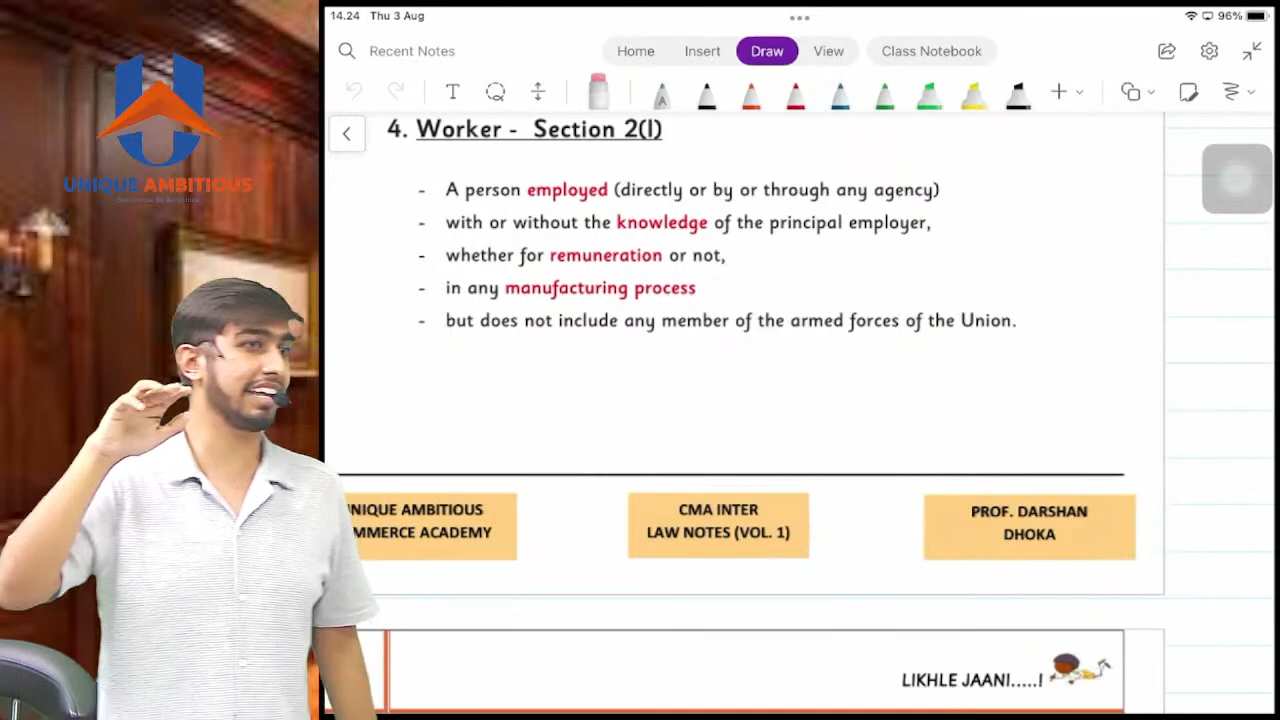 14.24 Thu 3 Aug
96%
Recent Notes
Home
Insert
Draw
View
Class Notebook
T
A
UNIQUE AMBITIOUS
4. Worker - Section 2(l)
- A person employed (directly or by or through any agency)
- with or without the knowledge of the principal employer,
- whether for remuneration or not,
- in any manufacturing process
- but does not include any member of the armed forces of the Union.
NIQUE AMBITIOUS
MMERCE ACADEMY
CMA INTER
LAW NOTES (VOL. 1)
PROF. DARSHAN
DHOKA
LIKHLE JAANI.....!